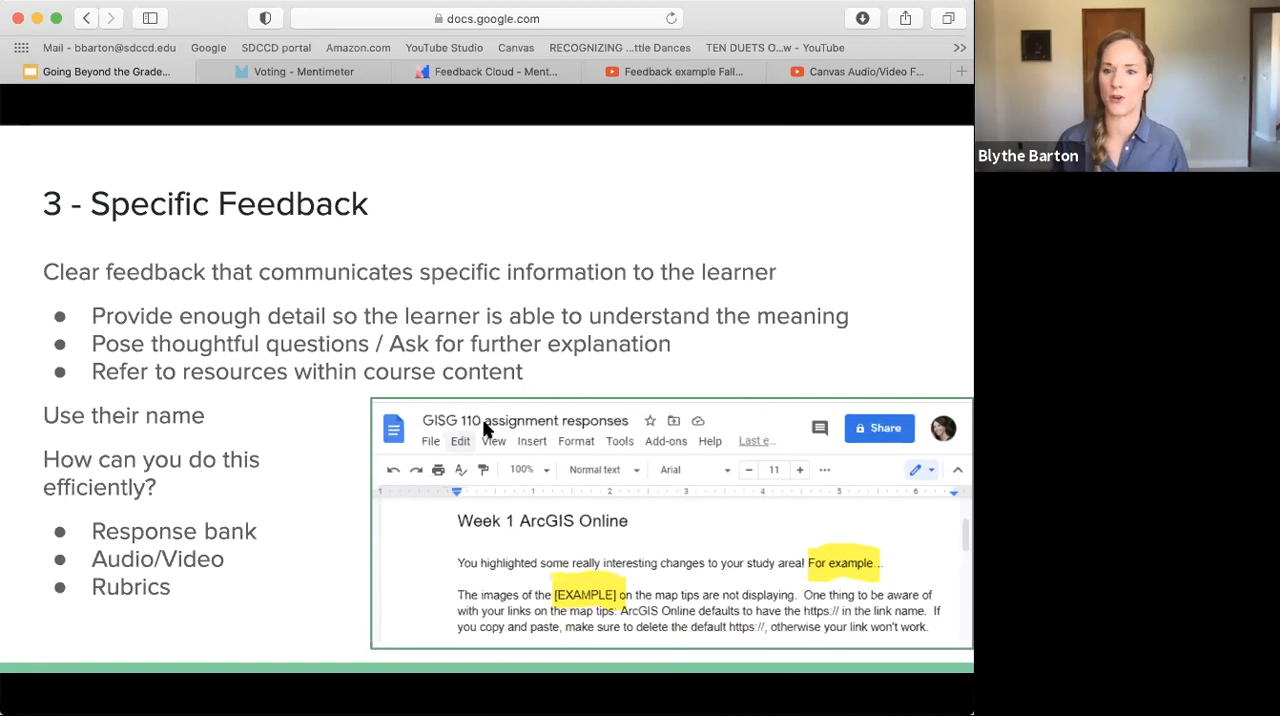 docs.google.com
Mail - bbarton@sdccd.edu Google SDCCD portal Amazon.com YouTube Studio Canvas RECOGNIZING ...ttle Dances TEN DUETS O...w - YouTube
Going Beyond the Grade... Voting - Mentimeter Feedback Cloud - Ment... Feedback example Fall... Canvas Audio/Video F...
Blythe Barton
3 - Specific Feedback
Clear feedback that communicates specific information to the learner
● Provide enough detail so the learner is able to understand the meaning
● Pose thoughtful questions / Ask for further explanation
● Refer to resources within course content
Use their name
How can you do this
efficiently?
● Response bank
● Audio/Video
● Rubrics
GISG 110 assignment responses
Share
File Edit View Insert Format Tools Add-ons Help Last e...
100% Normal text Arial 11
1 1 2 3 4 5 6
Week 1 ArcGIS Online
You highlighted some really interesting changes to your study area! For example...
The images of the [EXAMPLE] on the map tips are not displaying. One thing to be aware of
with your links on the map tips: ArcGIS Online defaults to have the https:// in the link name. If
you copy and paste, make sure to delete the default https://, otherwise your link won't work.